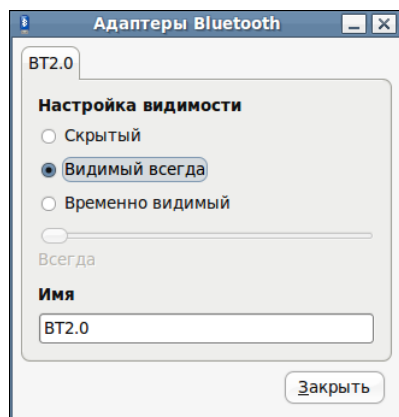 Адаптеры Bluetooth
BT2.0
Настройка видимости
Скрытый
Видимый всегда
Временно видимый
Всегда
Имя
BT2.0
Закрыть